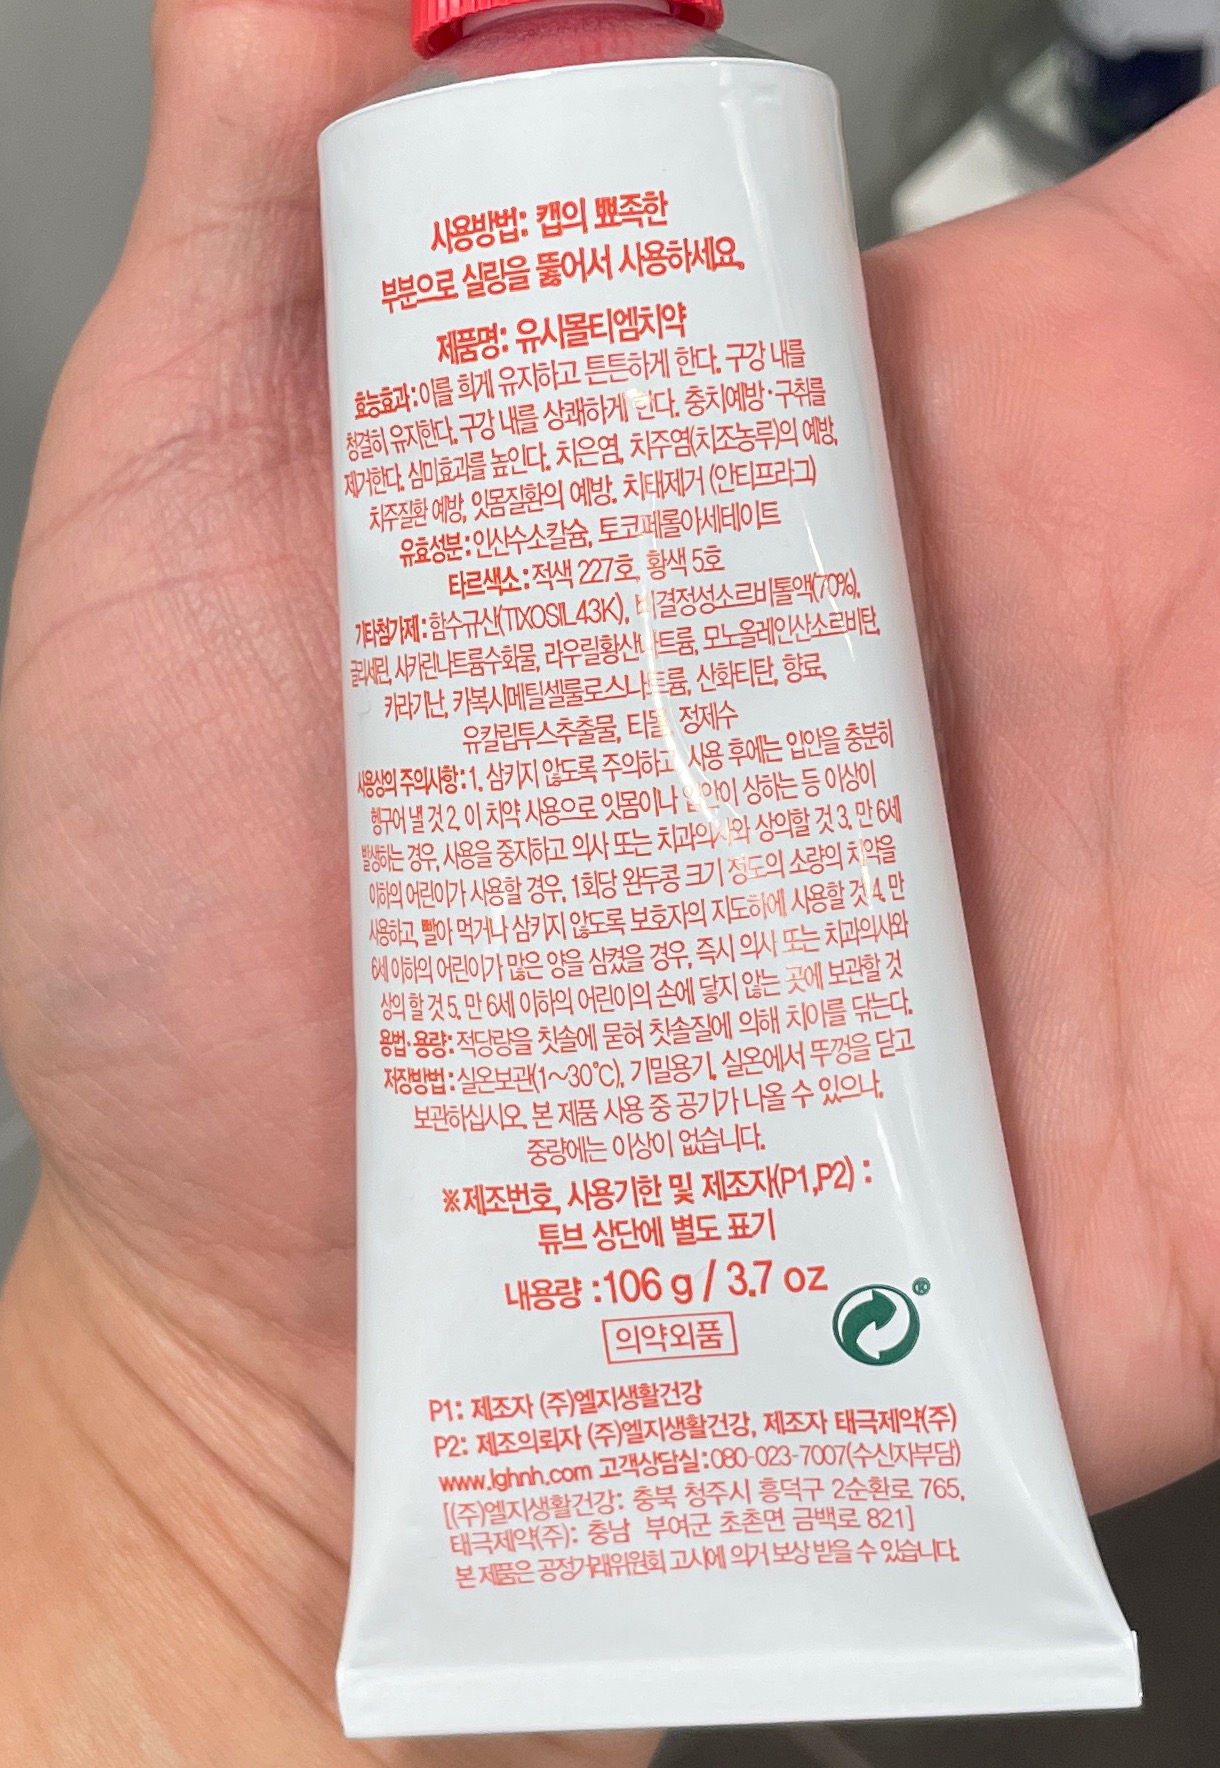 사용방법: 캡의 뾰족한
부분으로 실링을 뚫어서 사용하세요.
제품명: 유시몰티엠치약
효능효과:이를 희게 유지하고 튼튼하게 한다. 구강 내를
청결히 유지한다. 구강 내를 상쾌하게 한다. 충치예방·구취를
제거한다. 심미효과를 높인다. 치은염, 치주염(치조농루)의 예방,
치주질환 예방, 잇몸질환의 예방. 치태제거 (안티프라그)
유효성분:인산수소칼슘, 토코페롤아세테이트
타르색소:적색 227호, 황색 5호
기타첨가제:함수규산(TIXOSIL43K), 비결정성소르비톨액(70%),
글리세린, 사카린나트륨수화물, 라우릴황산나트륨, 모노올레인산소르비탄,
카라기난, 카복시메틸셀룰로스나트륨, 산화티탄, 향료,
유칼립투스추출물, 티몰, 정제수
사용상의 주의사항:1. 삼키지 않도록 주의하고, 사용 후에는 입안을 충분히
헹구어 낼 것 2. 이 치약 사용으로 잇몸이나 입안이 상하는 등 이상이
발생하는 경우, 사용을 중지하고 의사 또는 치과의사와 상의할 것 3. 만 6세
이하의 어린이가 사용할 경우, 1회당 완두콩 크기 정도의 소량의 치약을
사용하고, 빨아 먹거나 삼키지 않도록 보호자의 지도하에 사용할 것 4. 만
6세 이하의 어린이가 많은 양을 삼켰을 경우, 즉시 의사 또는 치과의사와
상의 할 것 5. 만 6세 이하의 어린이의 손에 닿지 않는 곳에 보관할 것
용법·용량: 적당량을 칫솔에 묻혀 칫솔질에 의해 치아를 닦는다.
저장방법:실온보관(1~30℃), 기밀용기, 실온에서 뚜껑을 닫고
보관하십시오. 본 제품 사용 중 공기가 나올 수 있으나,
중량에는 이상이 없습니다.
※제조번호, 사용기한 및 제조자(P1,P2) :
튜브 상단에 별도 표기
내용량 :106 g / 3.7 oz
의약외품
®
P1: 제조자 (주)엘지생활건강
P2: 제조의뢰자 (주)엘지생활건강, 제조자 태극제약(주)
www.lghnh.com 고객상담실:080-023-7007(수신자부담)
[(주)엘지생활건강: 충북 청주시 흥덕구 2순환로 765,
태극제약(주): 충남 부여군 초촌면 금백로 821]
본 제품은 공정거래위원회 고시에 의거 보상 받을 수 있습니다.